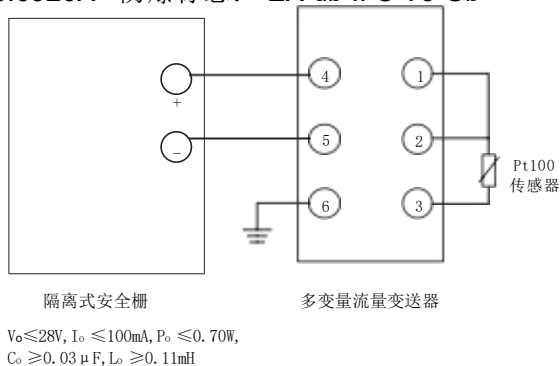 4
1
+
5
2
−
Pt100
传感器
6
3
隔离式安全栅
多变量流量变送器
Vo≤28V, Io ≤100mA, Po ≤0.70W,
Co ≥0.03μF, Lo ≥0.11mH